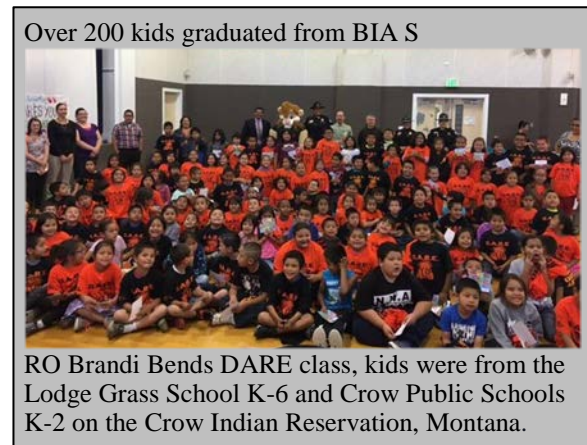 Over 200 kids graduated from BIA S
RO Brandi Bends DARE class, kids were from the
Lodge Grass School K-6 and Crow Public Schools
K-2 on the Crow Indian Reservation, Montana.